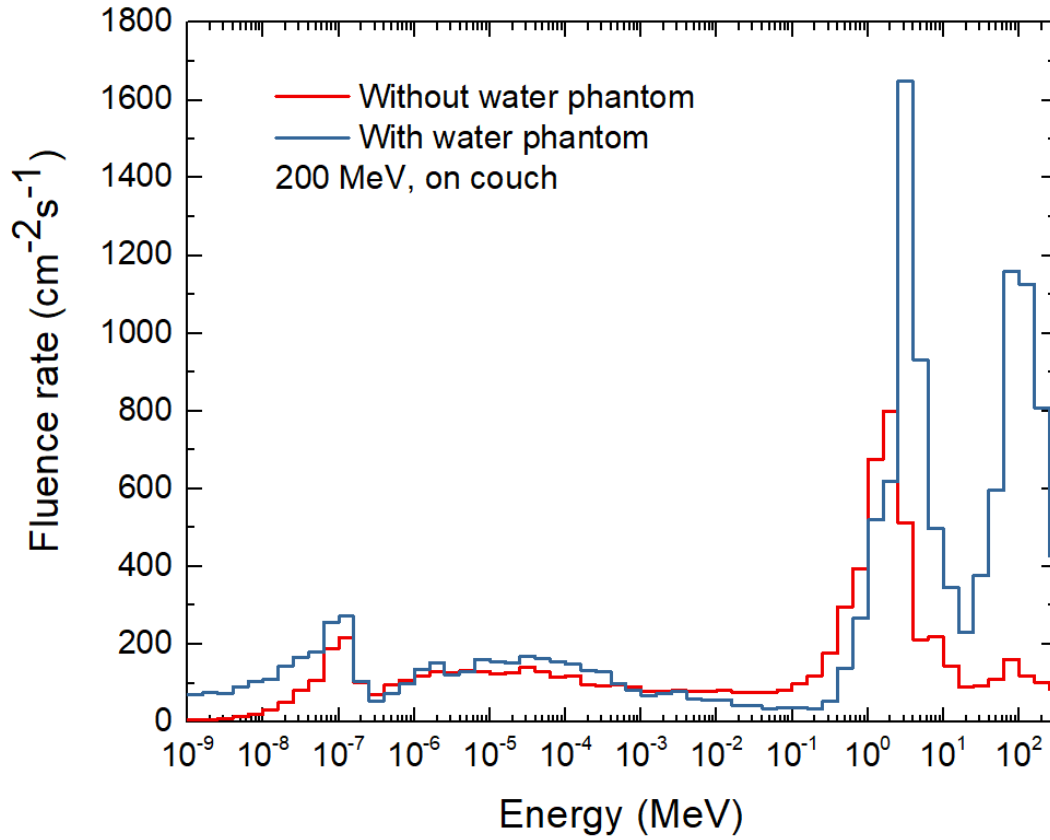 1800
1600
1400
1200
1000
800
600
400
200
0
Fluence rate (cm⁻²s⁻¹)
Without water phantom
With water phantom
200 MeV, on couch
10⁻⁹ 10⁻⁸ 10⁻⁷ 10⁻⁶ 10⁻⁵ 10⁻⁴ 10⁻³ 10⁻² 10⁻¹ 10⁰ 10¹ 10²
Energy (MeV)